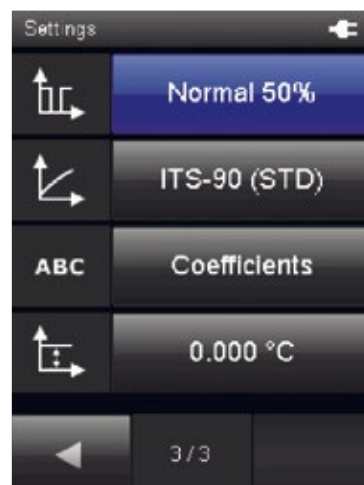 Settings
Normal 50%
ITS-90 (STD)
ABC
Coefficients
0.000 °C
3/3